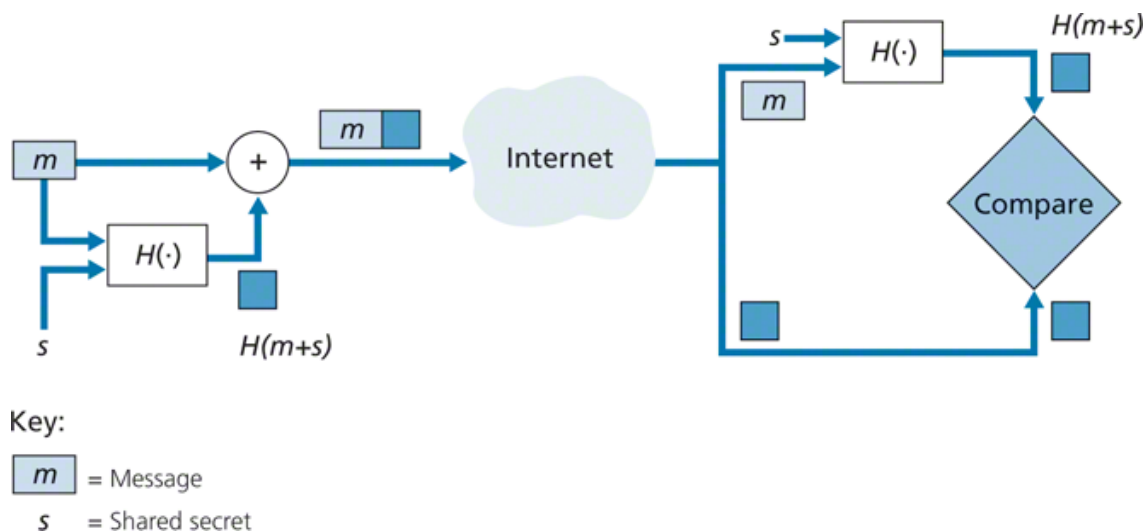 m
s
H(·)
H(m+s)
+
m
Internet
s
m
H(·)
H(m+s)
Compare
Key:
m = Message
s = Shared secret